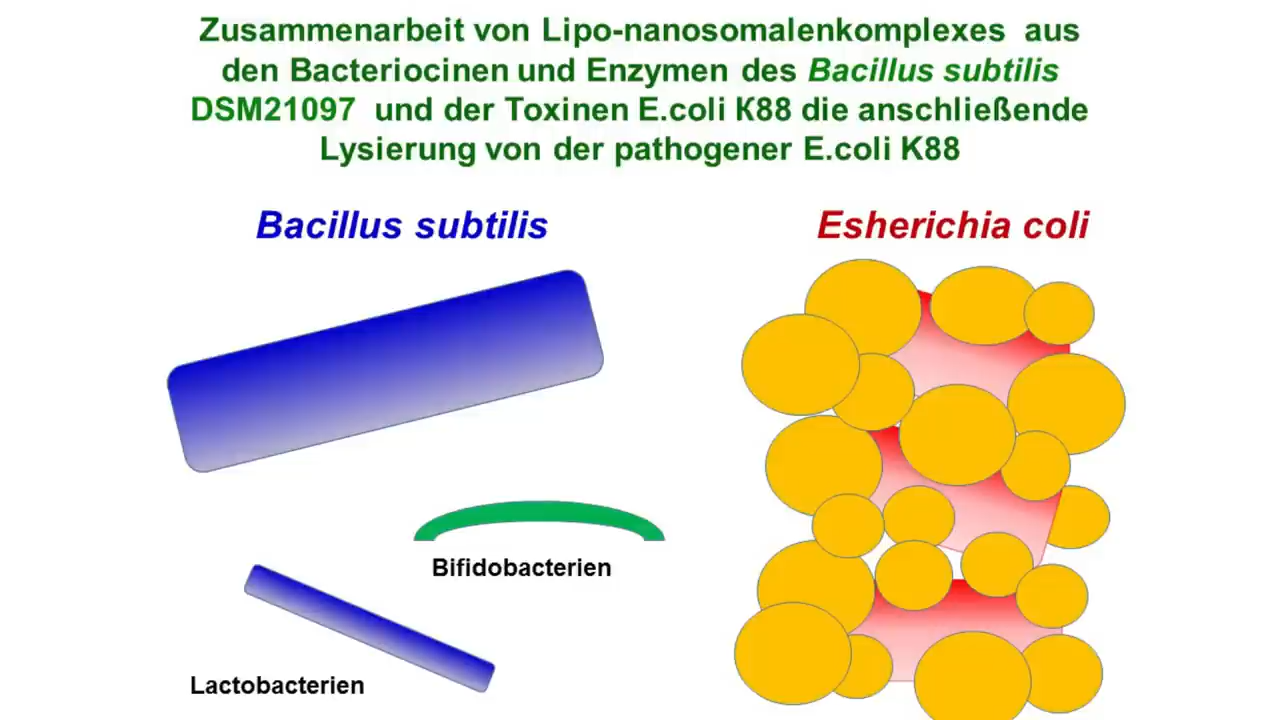 Zusammenarbeit von Lipo-nanosomalenkomplexes aus
den Bacteriocinen und Enzymen des Bacillus subtilis
DSM21097 und der Toxinen E.coli K88 die anschließende
Lysierung von der pathogener E.coli K88
Bacillus subtilis
Esherichia coli
Bifidobacterien
Lactobacterien